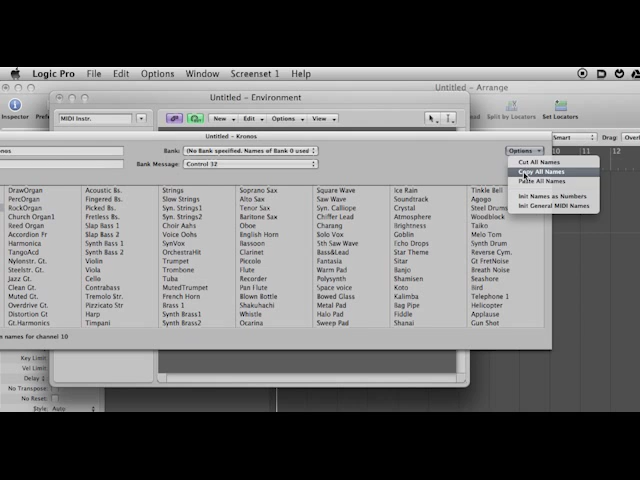 Logic Pro File Edit Options Window Screenset 1 Help
Untitled - Arrange
Untitled - Environment
Inspector Split by Locators Set Locators
MIDI Instr. New Edit Options View
Untitled - Kronos
Smart Drag:
Bank: (No Bank specified. Names of Bank 0 used) Options 10 11 12
Bank Message: Control 32
Cut All Names
Copy All Names
Paste All Names
Init Names as Numbers
Init General MIDI Names
DrawOrgan Acoustic Bs. Strings Soprano Sax Square Wave Ice Rain Tinkle Bell
PercOrgan Fingered Bs. Slow Strings Alto Sax Saw Wave Soundtrack Agogo
RockOrgan Picked Bs. Syn. Strings1 Tenor Sax Syn. Calliope Crystal Steel Drums
Church Organ1 Fretless Bs. Syn. Strings2 Baritone Sax Chiffer Lead Atmosphere Woodblock
Reed Organ Slap Bass 1 Choir Aahs Oboe Charang Brightness Taiko
Accordion Fr Slap Bass 2 Voice Oohs English Horn Solo Vox Goblin Melo Tom
Harmonica Synth Bass 1 SynVox Bassoon 5th Saw Wave Echo Drops Synth Drum
TangoAcd Synth Bass 2 OrchestraHit Clarinet Bass&Lead Star Theme Reverse Cym.
Nylonstr. Gt. Violin Trumpet Piccolo Fantasia Sitar Gt FretNoise
Steelstr. Gt. Viola Trombone Flute Warm Pad Banjo Breath Noise
Jazz Gt. Cello Tuba Recorder Polysynth Shamisen Seashore
Clean Gt. Contrabass MutedTrumpet Pan Flute Space voice Koto Bird
Muted Gt. Tremolo Str. French Horn Blown Bottle Bowed Glass Kalimba Telephone 1
Overdrive Gt. Pizzicato Str Brass 1 Shakuhachi Metal Pad Bag Pipe Helicopter
Distortion Gt Harp Synth Brass1 Whistle Halo Pad Fiddle Applause
Gt.Harmonics Timpani Synth Brass2 Ocarina Sweep Pad Shanai Gun Shot
names for channel 10
Key Limit
Vel Limit
Delay
No Transpose:
No Reset:
Style: Auto